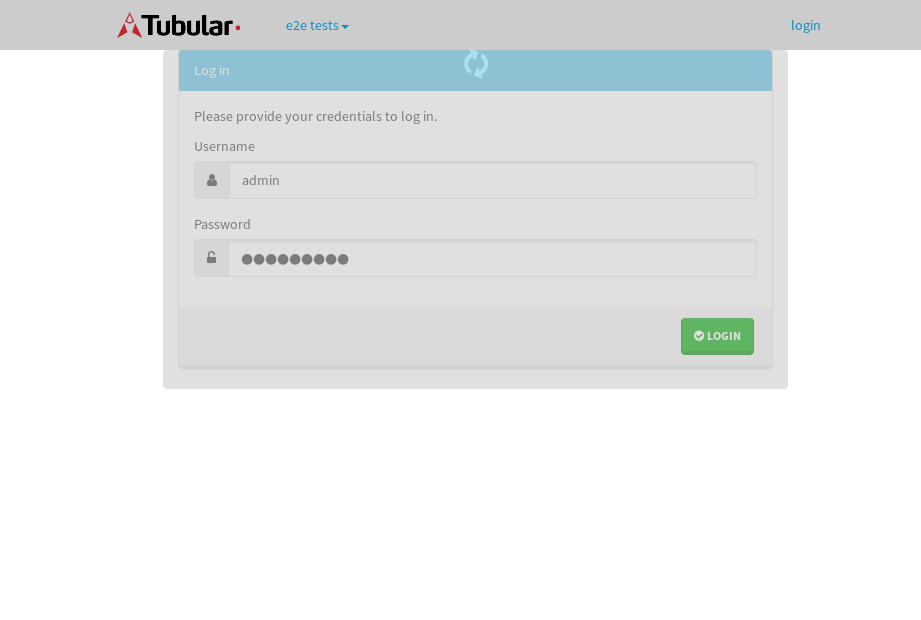 Tubular
e2e tests
login
Log in
Please provide your credentials to log in.
Username
admin
Password
●●●●●●●●●
LOGIN